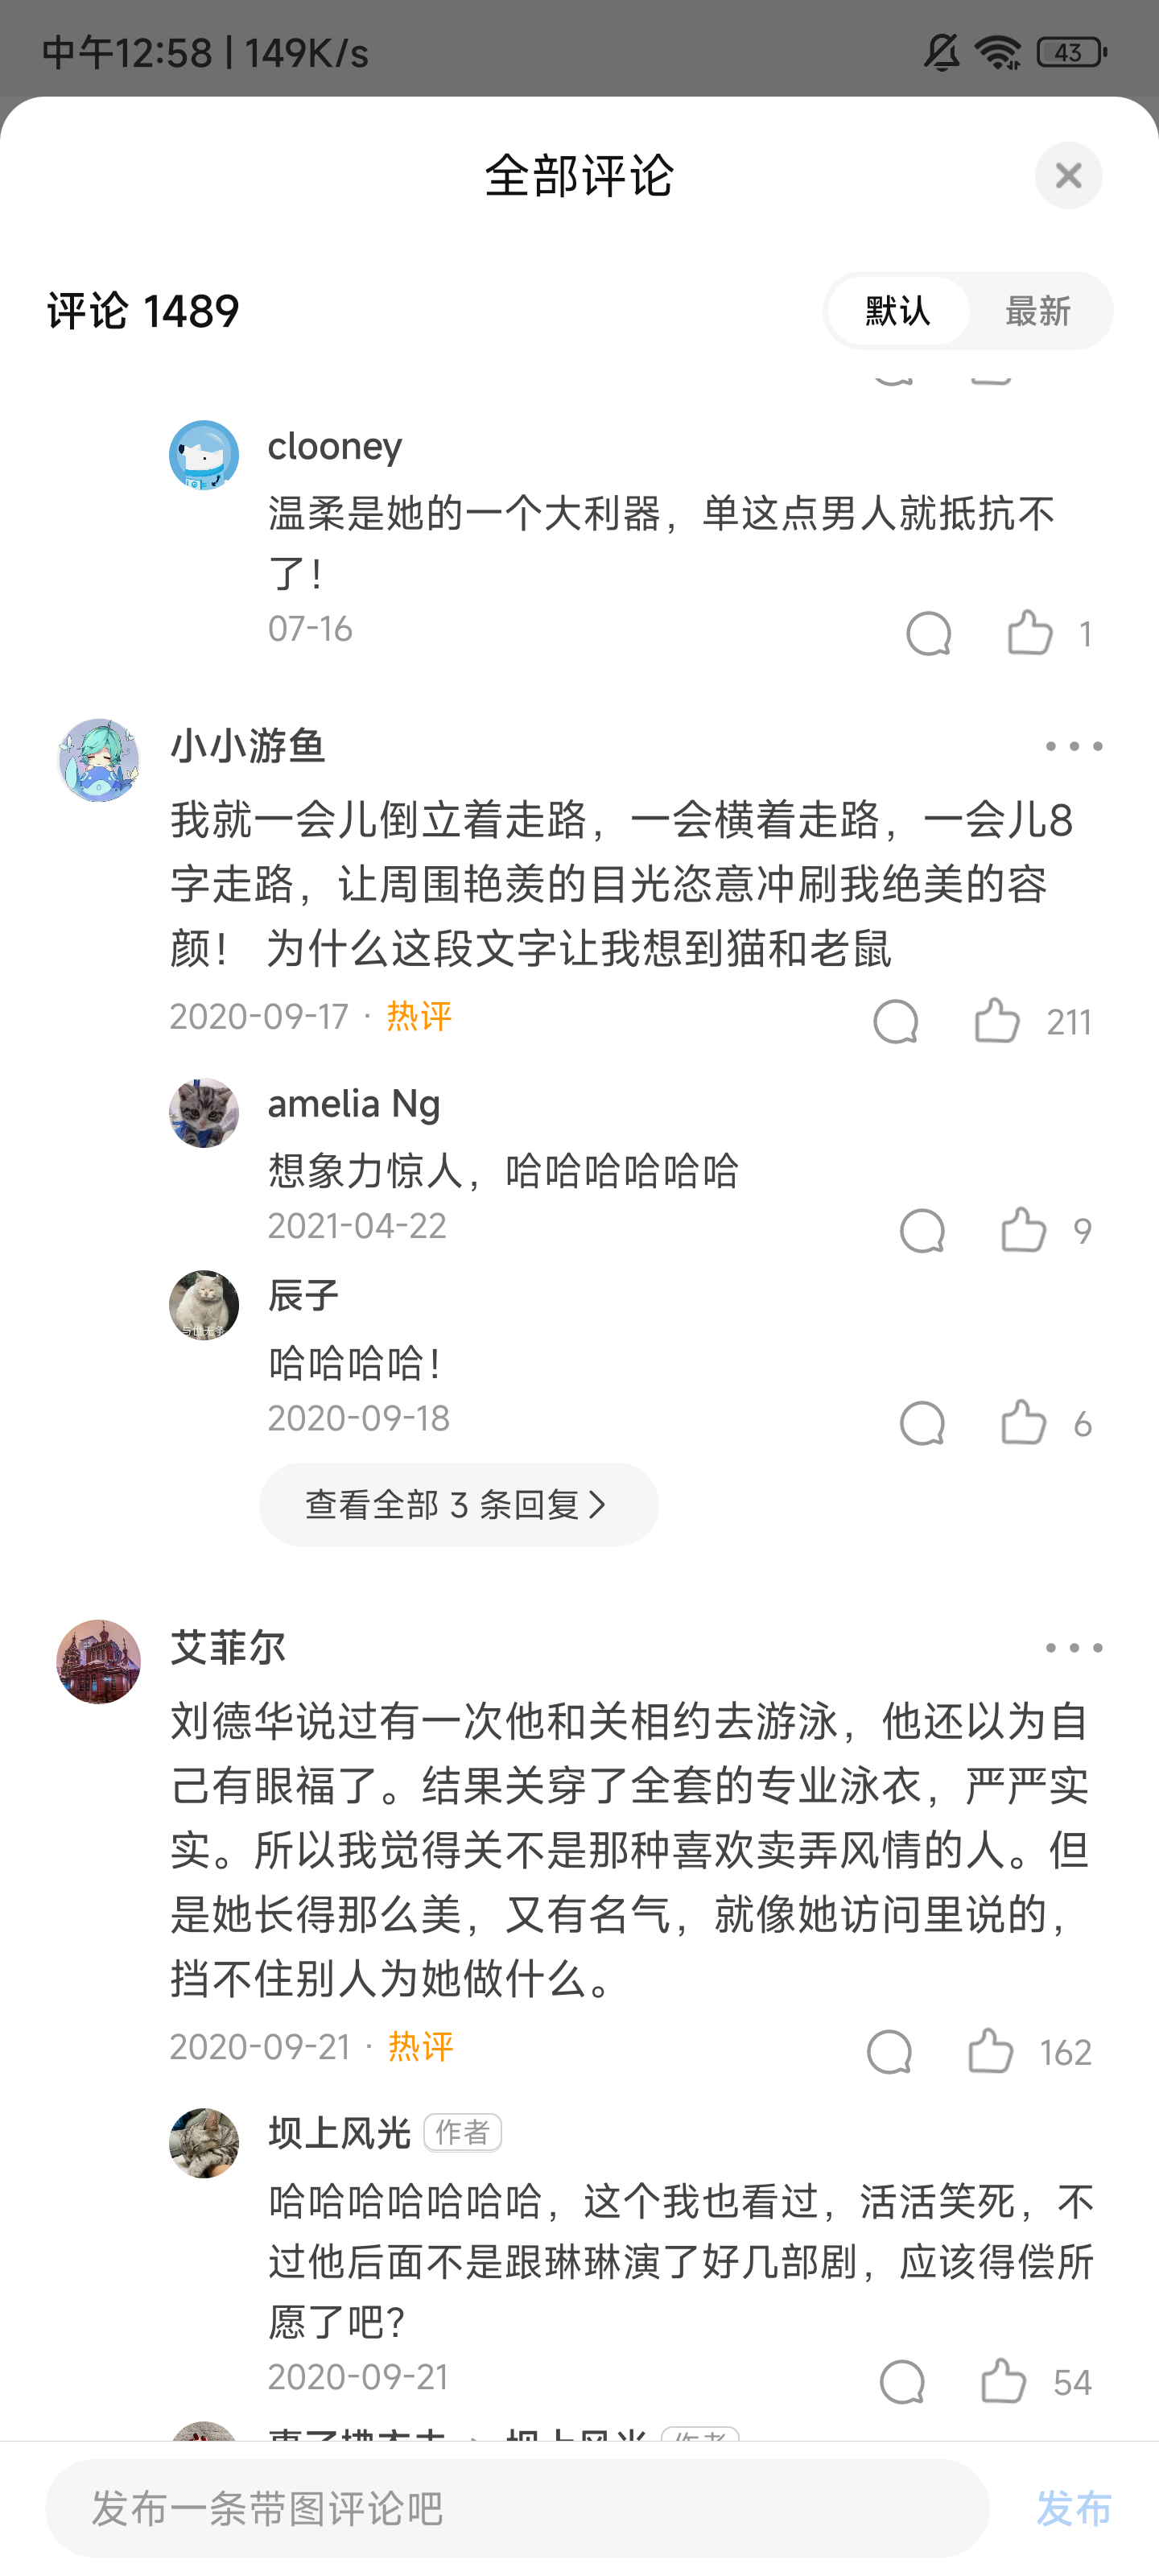 中午12:58 | 149K/s
43
全部评论
评论 1489
默认
最新
clooney
温柔是她的一个大利器，单这点男人就抵抗不
了！
07-16
1
小小游鱼
我就一会儿倒立着走路，一会横着走路，一会儿8
字走路，让周围艳羡的目光恣意冲刷我绝美的容
颜！ 为什么这段文字让我想到猫和老鼠
2020-09-17 · 热评
211
amelia Ng
想象力惊人，哈哈哈哈哈哈
2021-04-22
9
辰子
哈哈哈哈！
2020-09-18
6
查看全部 3 条回复
艾菲尔
刘德华说过有一次他和关相约去游泳，他还以为自
己有眼福了。结果关穿了全套的专业泳衣，严严实
实。所以我觉得关不是那种喜欢卖弄风情的人。但
是她长得那么美，又有名气，就像她访问里说的，
挡不住别人为她做什么。
2020-09-21 · 热评
162
坝上风光 作者
哈哈哈哈哈哈哈，这个我也看过，活活笑死，不
过他后面不是跟琳琳演了好几部剧，应该得偿所
愿了吧？
2020-09-21
54
坝上风光 作者
发布一条带图评论吧
发布